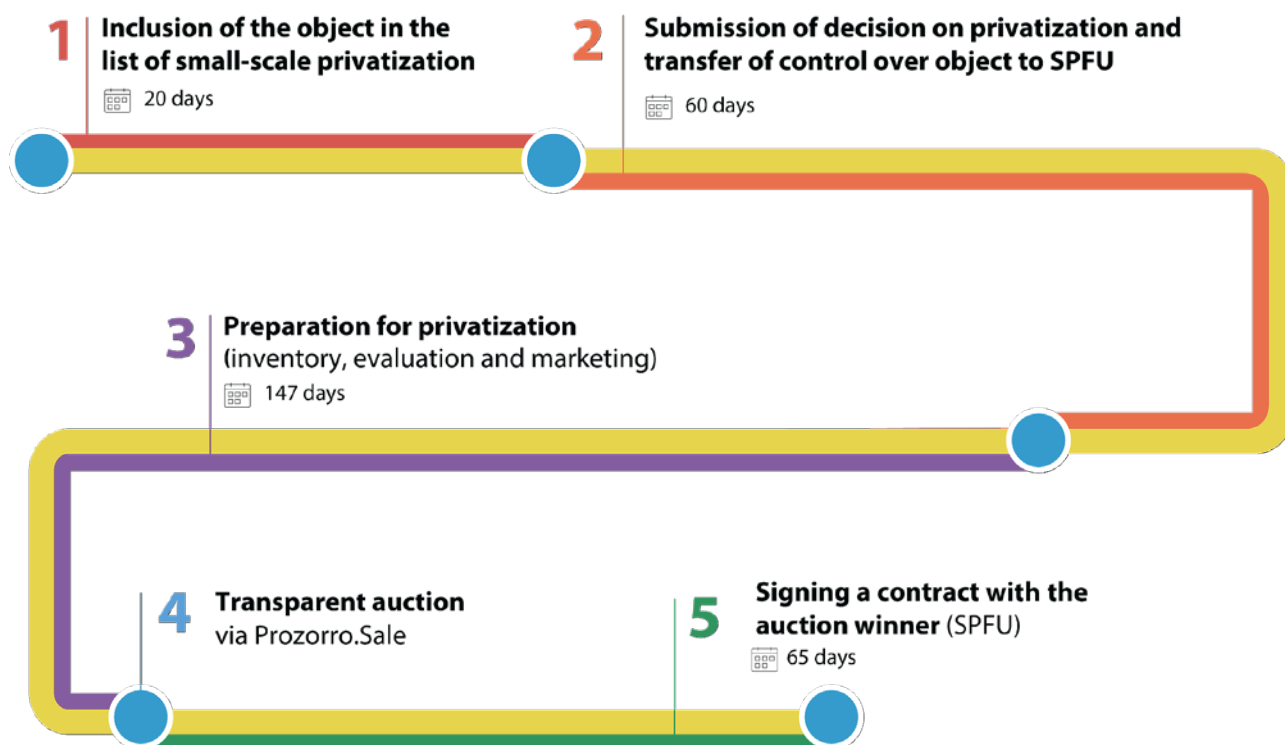 1
Inclusion of the object in the
list of small-scale privatization
20 days
2
Submission of decision on privatization and
transfer of control over object to SPFU
60 days
3
Preparation for privatization
(inventory, evaluation and marketing)
147 days
4
Transparent auction
via Prozorro.Sale
5
Signing a contract with the
auction winner (SPFU)
65 days